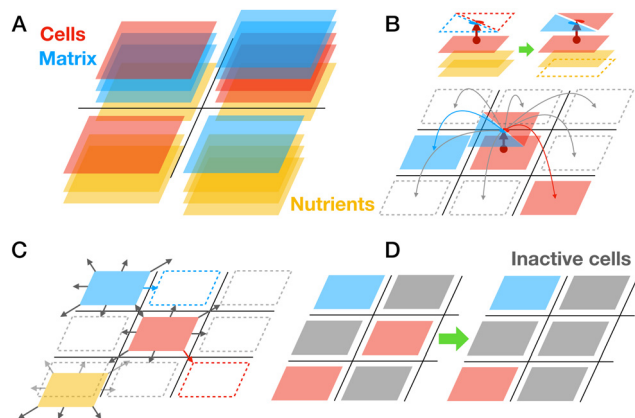 A
Cells
Matrix
Nutrients
B
C
D
Inactive cells